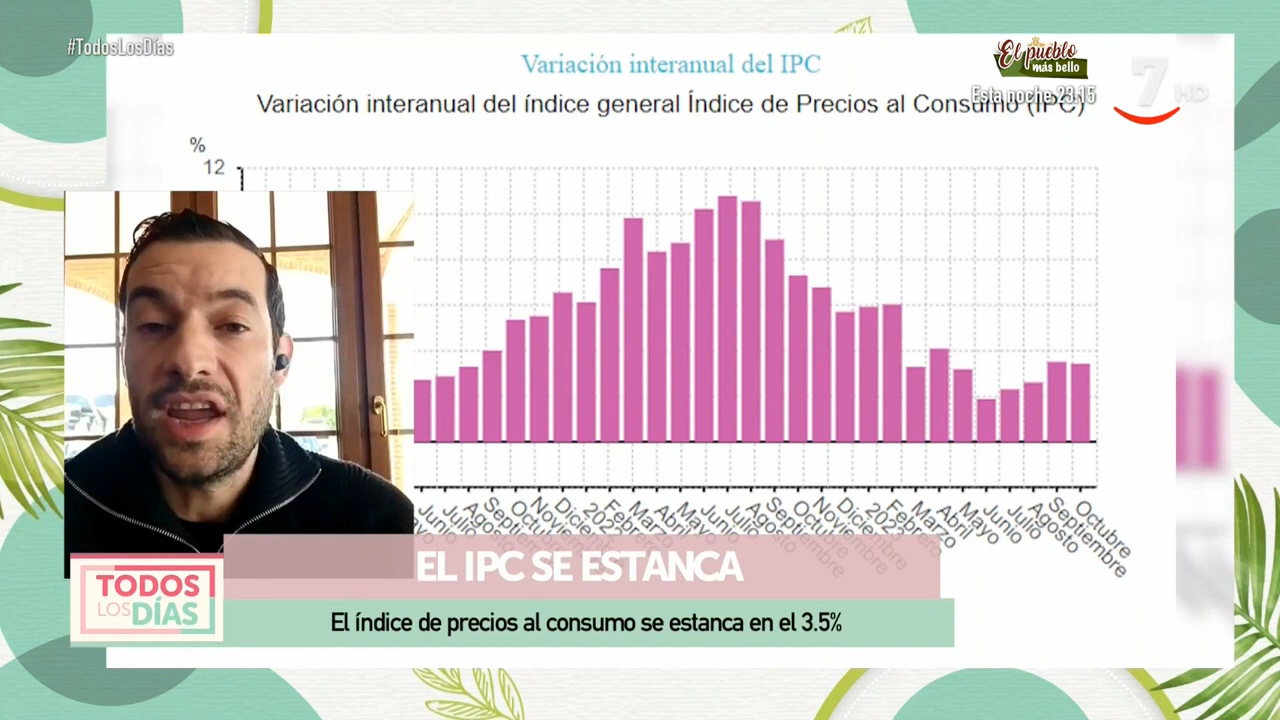 #TodosLosDías
El pueblo
más bello
Esta noche 23:15
7 HD
Variación interanual del IPC
Variación interanual del índice general Índice de Precios al Consumo (IPC)
%
12
Junio
Julio
Agosto
Septiembre
Octubre
Noviembre
Diciembre
Febrero
Marzo
Abril
Mayo
Junio
Julio
Agosto
Septiembre
Octubre
Noviembre
Diciembre
Febrero
Marzo
Abril
Mayo
Junio
Julio
Agosto
Septiembre
Octubre
EL IPC SE ESTANCA
TODOS
LOS DÍAS
El índice de precios al consumo se estanca en el 3.5%